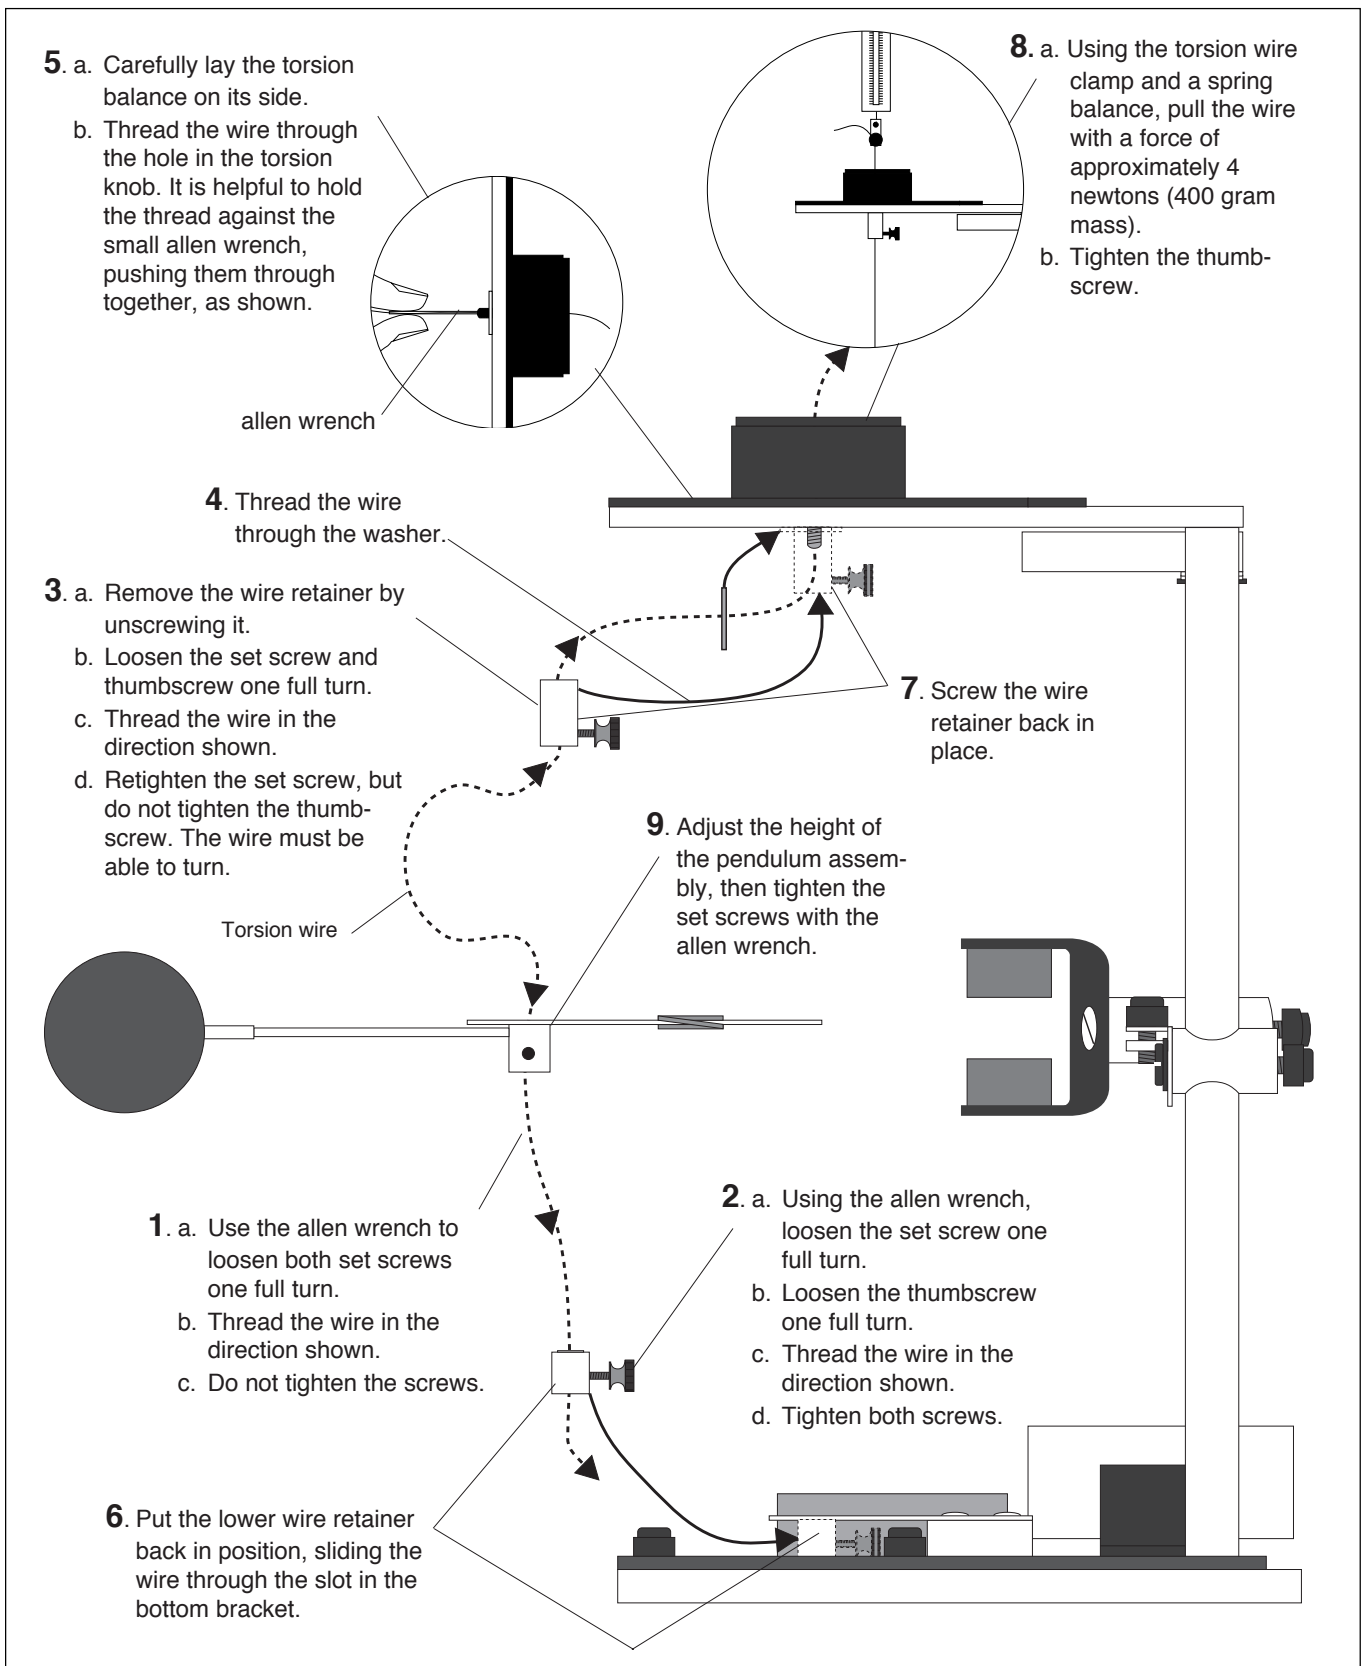 5. a. Carefully lay the torsion
balance on its side.
b. Thread the wire through
the hole in the torsion
knob. It is helpful to hold
the thread against the
small allen wrench,
pushing them through
together, as shown.
allen wrench
8. a. Using the torsion wire
clamp and a spring
balance, pull the wire
with a force of
approximately 4
newtons (400 gram
mass).
b. Tighten the thumb-
screw.
4. Thread the wire
through the washer.
3. a. Remove the wire retainer by
unscrewing it.
b. Loosen the set screw and
thumbscrew one full turn.
c. Thread the wire in the
direction shown.
d. Retighten the set screw, but
do not tighten the thumb-
screw. The wire must be
able to turn.
7. Screw the wire
retainer back in
place.
9. Adjust the height of
the pendulum assem-
bly, then tighten the
set screws with the
allen wrench.
Torsion wire
1. a. Use the allen wrench to
loosen both set screws
one full turn.
b. Thread the wire in the
direction shown.
c. Do not tighten the screws.
2. a. Using the allen wrench,
loosen the set screw one
full turn.
b. Loosen the thumbscrew
one full turn.
c. Thread the wire in the
direction shown.
d. Tighten both screws.
6. Put the lower wire retainer
back in position, sliding the
wire through the slot in the
bottom bracket.